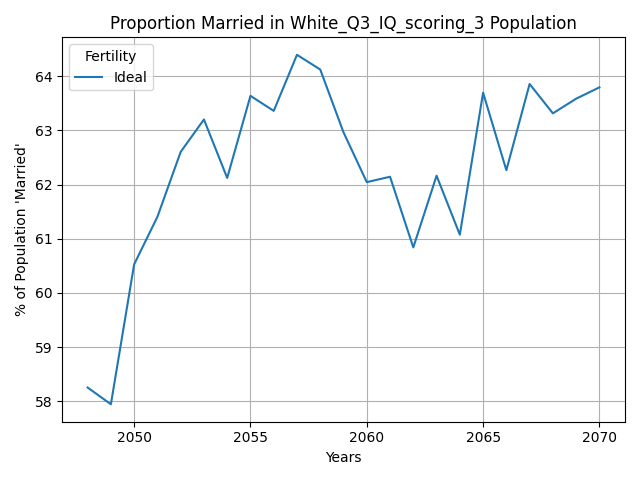 Proportion Married in White_Q3_IQ_scoring_3 Population
Fertility
Ideal
% of Population 'Married'
64
63
62
61
60
59
58
2050
2055
2060
2065
2070
Years